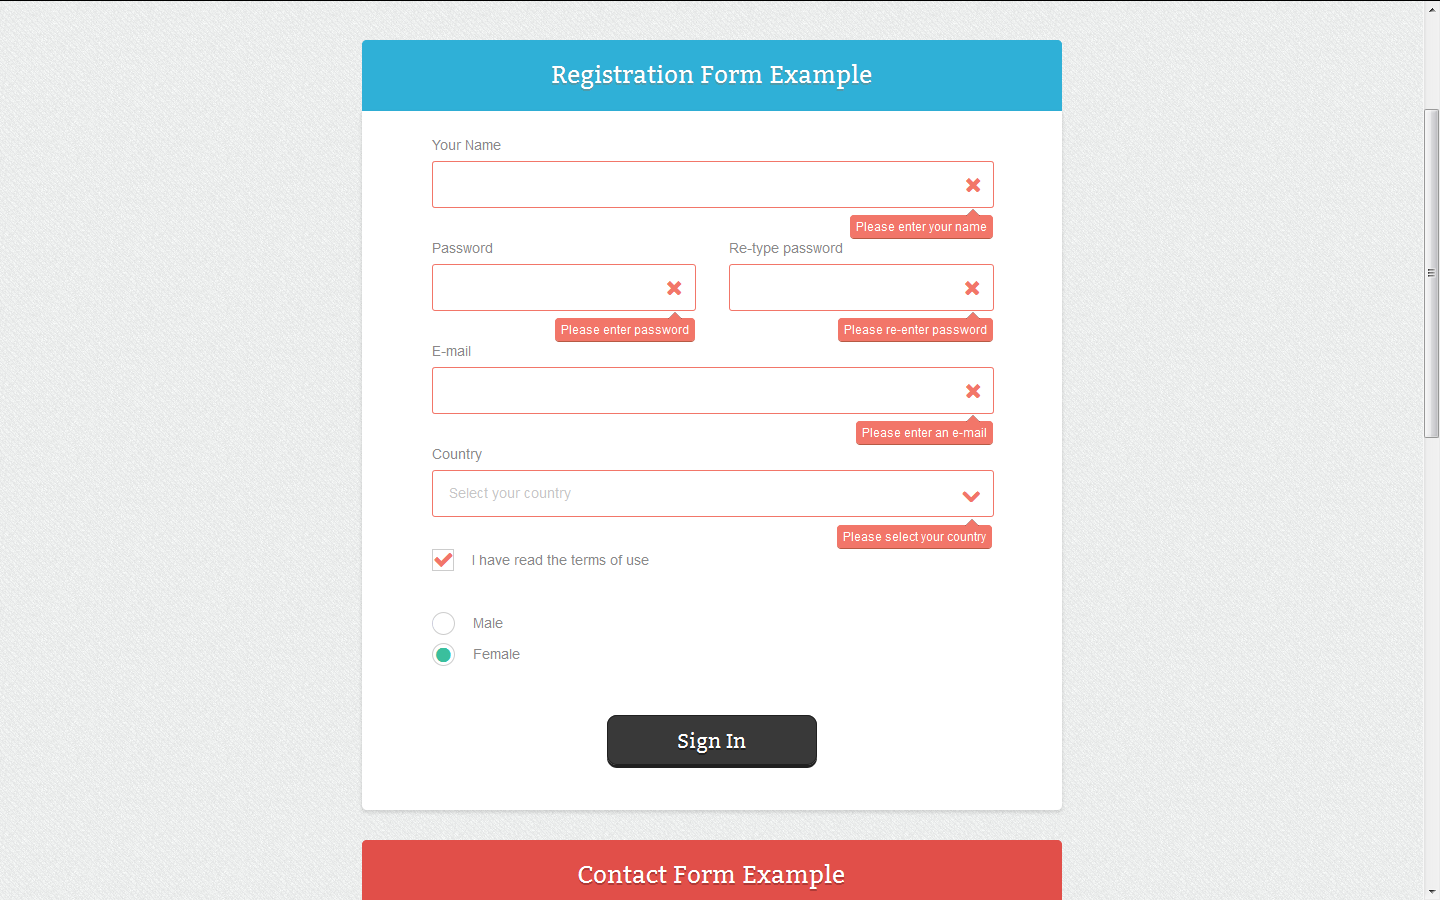 Registration Form Example
Your Name
Please enter your name
Password
Re-type password
Please enter password
Please re-enter password
E-mail
Please enter an e-mail
Country
Select your country
Please select your country
I have read the terms of use
Male
Female
Sign In
Contact Form Example